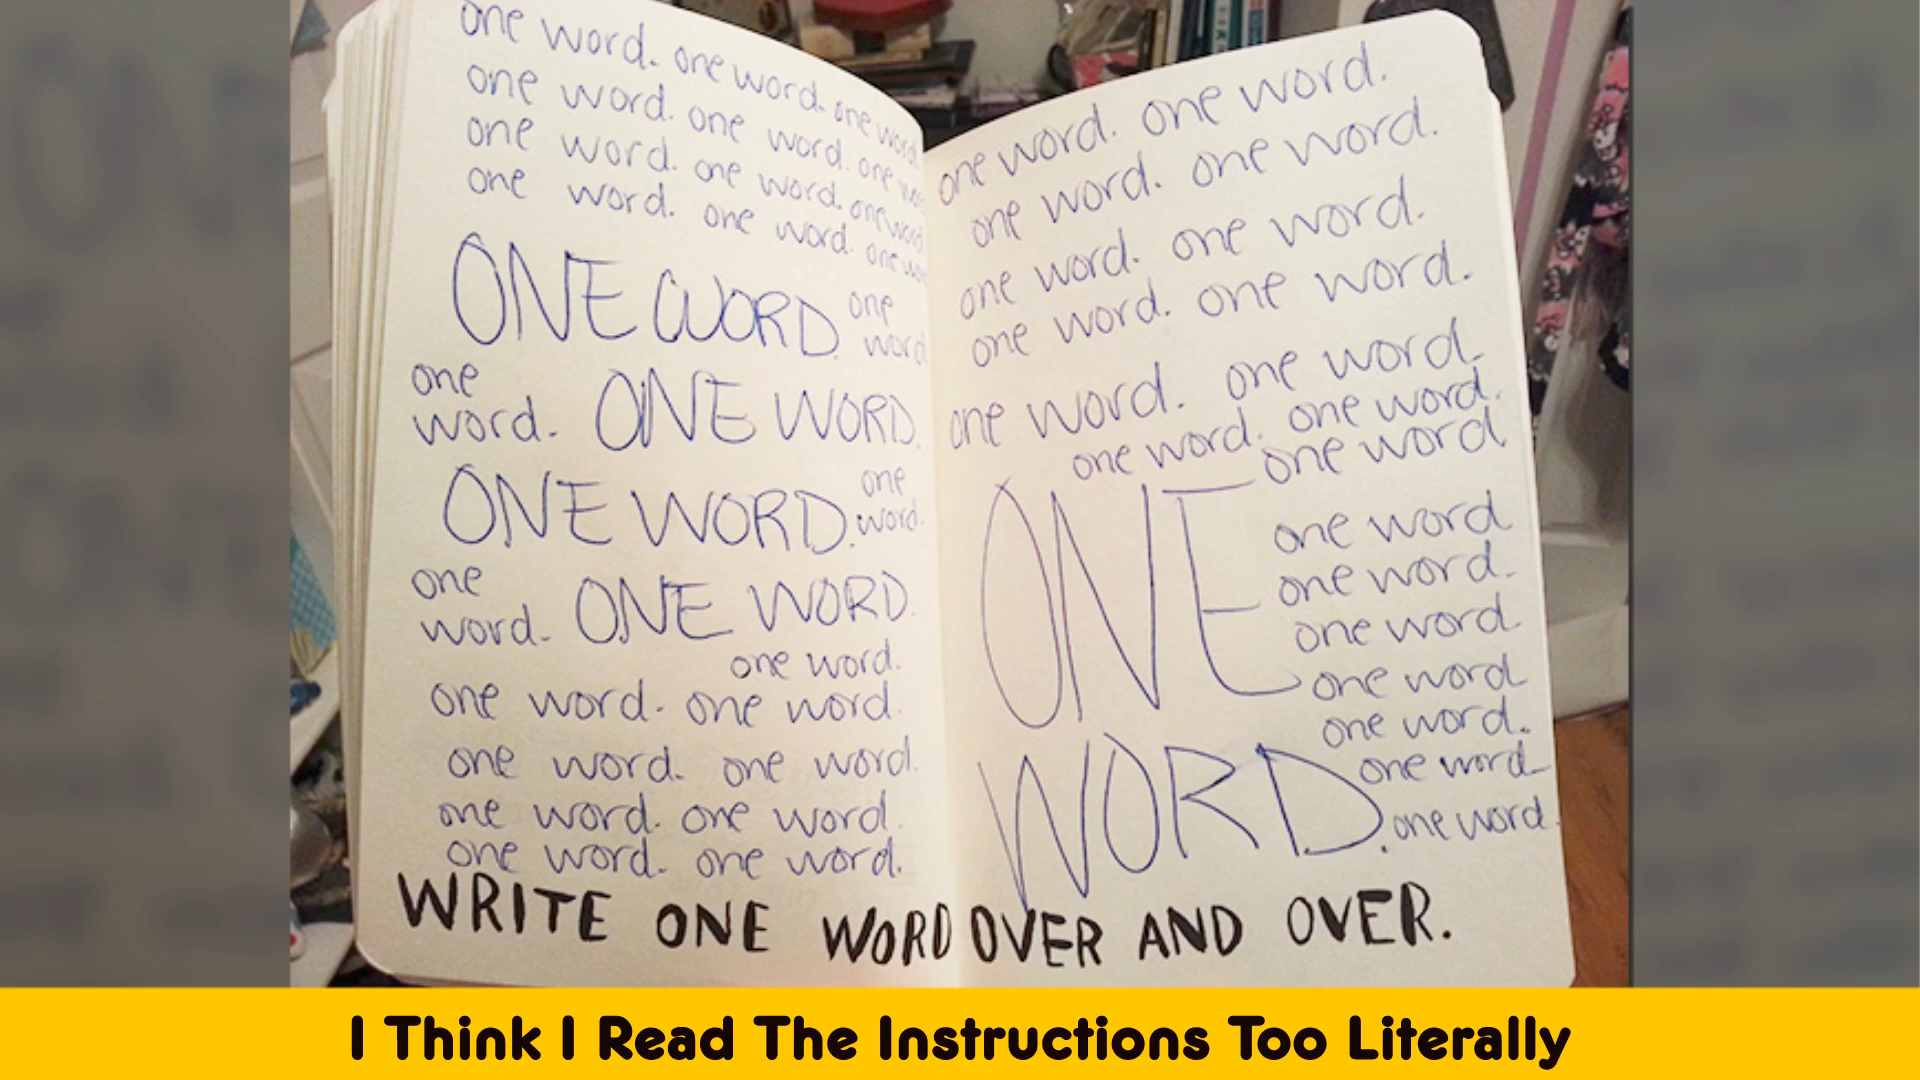 one word. one word. one word.
one word. one word. one
one word. one word. one word
one word. one word. one wor
ONE WORD. one
word
one
word. ONE WORD.
ONE WORD. one
word.
one
word. ONE WORD.
one word.
one word. one word.
one word. one word.
one word. one word.
one word. one word.
WRITE ONE WORD
one word. one word.
one word. one word.
one word. one word.
one word. one word.
one word. one word.
one word. one word.
one word
ONE
one word
one word.
one word.
one word
one word.
WORD.
one word
one word.
OVER AND OVER.
I Think I Read The Instructions Too Literally